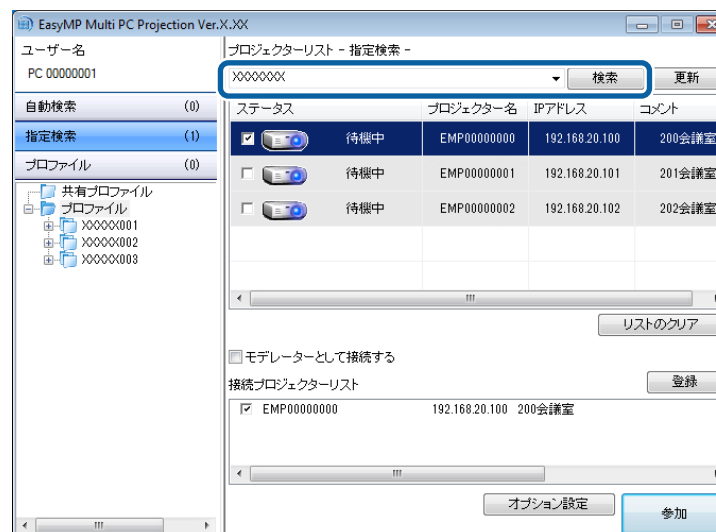 EasyMP Multi PC Projection Ver.X.XX
ユーザー名
PC 00000001
自動検索 (0)
指定検索 (1)
プロファイル (0)
共有プロファイル
プロファイル
XXXXX001
XXXXX002
XXXXX003
プロジェクターリスト - 指定検索 -
XXXXXXX 検索 更新
ステータス プロジェクター名 IPアドレス コメント
待機中 EMP00000000 192.168.20.100 200会議室
待機中 EMP00000001 192.168.20.101 201会議室
待機中 EMP00000002 192.168.20.102 202会議室
リストのクリア
モデレーターとして接続する
接続プロジェクターリスト 登録
EMP00000000 192.168.20.100 200会議室
オプション設定 参加